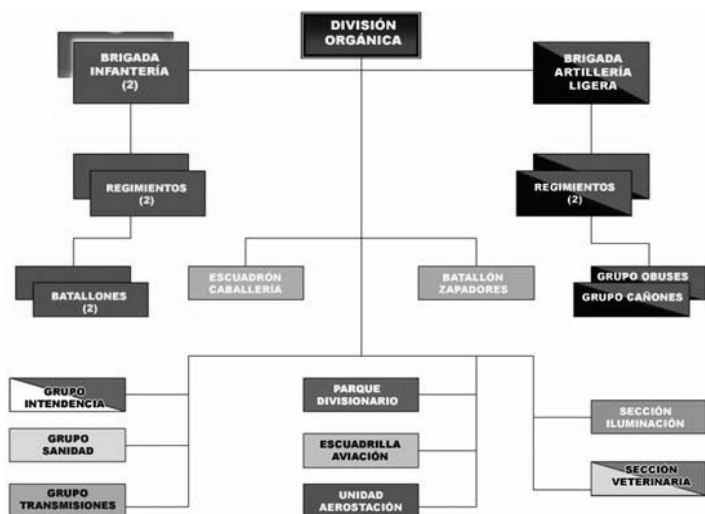 DIVISIÓN
ORGÁNICA
BRIGADA
INFANTERÍA
(2)
BRIGADA
ARTILLERÍA
LIGERA
REGIMIENTOS
(2)
REGIMIENTOS
(2)
ESCUADRÓN
CABALLERÍA
BATALLÓN
ZAPADORES
BATALLONES
(2)
GRUPO OBUSES
GRUPO CAÑONES
GRUPO
INTENDENCIA
PARQUE
DIVISIONARIO
SECCIÓN
ILUMINACIÓN
GRUPO
SANIDAD
ESCUADRILLA
AVIACIÓN
SECCIÓN
VETERINARIA
GRUPO
TRANSMISIONES
UNIDAD
AEROSTACIÓN